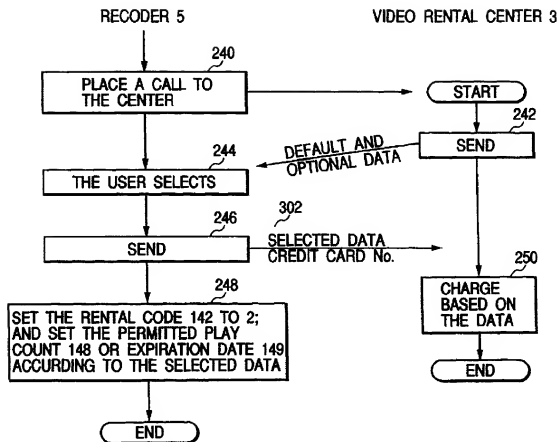 RECODER 5
VIDEO RENTAL CENTER 3
240
PLACE A CALL TO
THE CENTER
START
242
SEND
DEFAULT AND
OPTIONAL DATA
244
THE USER SELECTS
246
SEND
302
SELECTED DATA
CREDIT CARD No.
248
SET THE RENTAL CODE 142 TO 2;
AND SET THE PERMITTED PLAY
COUNT 148 OR EXPIRATION DATE 149
ACCORDING TO THE SELECTED DATA
250
CHARGE
BASED ON
THE DATA
END
END